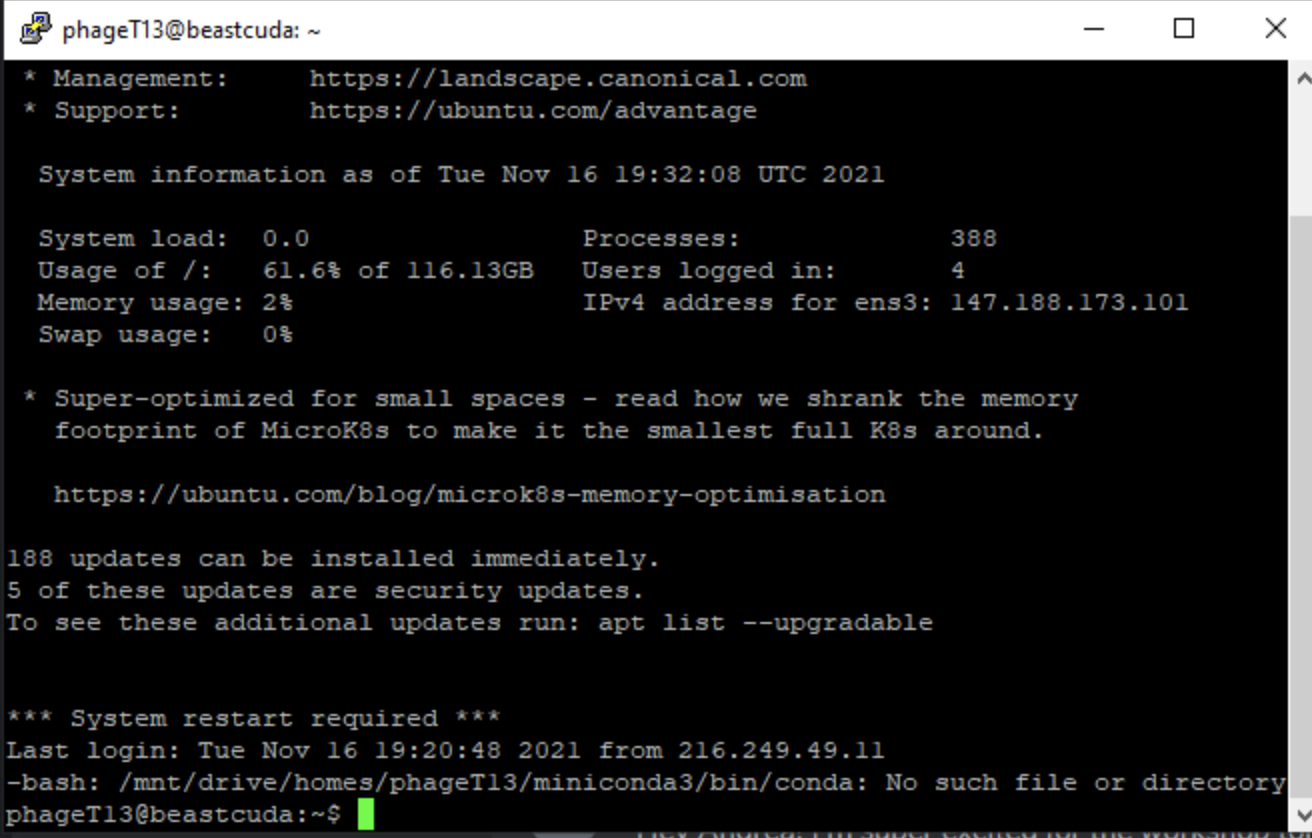 phageT13@beastcuda: ~
* Management:     https://landscape.canonical.com
* Support:        https://ubuntu.com/advantage
System information as of Tue Nov 16 19:32:08 UTC 2021
System load:  0.0                 Processes:             388
Usage of /:   61.6% of 116.13GB   Users logged in:       4
Memory usage: 2%                  IPv4 address for ens3: 147.188.173.101
Swap usage:   0%
* Super-optimized for small spaces - read how we shrank the memory
footprint of MicroK8s to make it the smallest full K8s around.
https://ubuntu.com/blog/microk8s-memory-optimisation
188 updates can be installed immediately.
5 of these updates are security updates.
To see these additional updates run: apt list --upgradable
*** System restart required ***
Last login: Tue Nov 16 19:20:48 2021 from 216.249.49.11
-bash: /mnt/drive/homes/phageT13/miniconda3/bin/conda: No such file or directory
phageT13@beastcuda:~$